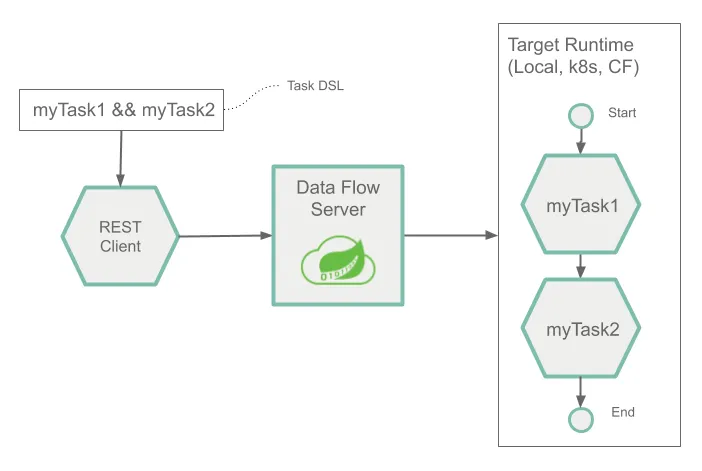 Target Runtime
(Local, k8s, CF)
Task DSL
myTask1 && myTask2
Start
Data Flow
Server
myTask1
REST
Client
myTask2
End